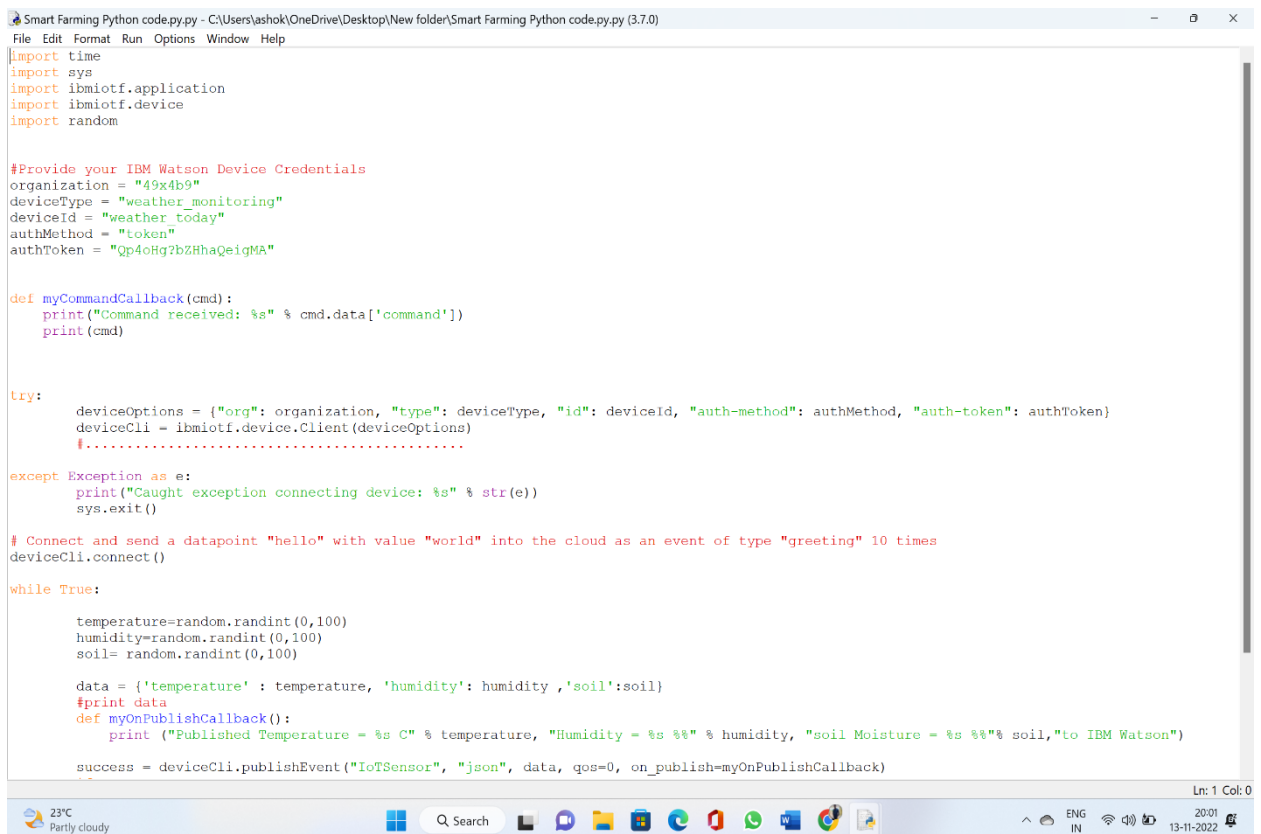 Smart Farming Python code.py.py - C:\Users\ashok\OneDrive\Desktop\New folder\Smart Farming Python code.py.py (3.7.0)
File Edit Format Run Options Window Help
import time
import sys
import ibmiotf.application
import ibmiotf.device
import random
#Provide your IBM Watson Device Credentials
organization = "49x4b9"
deviceType = "weather_monitoring"
deviceId = "weather_today"
authMethod = "token"
authToken = "Qp4oHg?bZHhaQeigMA"
def myCommandCallback(cmd):
    print("Command received: %s" % cmd.data['command'])
    print(cmd)
try:
        deviceOptions = {"org": organization, "type": deviceType, "id": deviceId, "auth-method": authMethod, "auth-token": authToken}
        deviceCli = ibmiotf.device.Client(deviceOptions)
        #..............................................
except Exception as e:
        print("Caught exception connecting device: %s" % str(e))
        sys.exit()
# Connect and send a datapoint "hello" with value "world" into the cloud as an event of type "greeting" 10 times
deviceCli.connect()
while True:
        temperature=random.randint(0,100)
        humidity=random.randint(0,100)
        soil= random.randint(0,100)
        data = {'temperature' : temperature, 'humidity': humidity ,'soil':soil}
        #print data
        def myOnPublishCallback():
            print ("Published Temperature = %s C" % temperature, "Humidity = %s %%" % humidity, "soil Moisture = %s %%"% soil,"to IBM Watson")
        success = deviceCli.publishEvent("IoTSensor", "json", data, qos=0, on_publish=myOnPublishCallback)
Ln: 1 Col: 0
23°C
Partly cloudy
Search
ENG
IN
20:01
13-11-2022